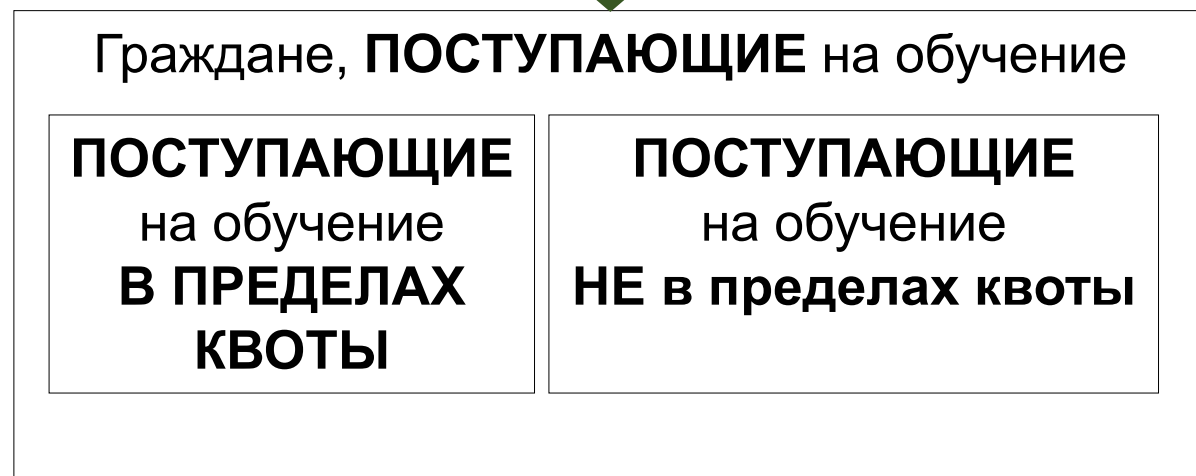 Граждане, ПОСТУПАЮЩИЕ на обучение
ПОСТУПАЮЩИЕ
на обучение
В ПРЕДЕЛАХ
КВОТЫ
ПОСТУПАЮЩИЕ
на обучение
НЕ в пределах квоты